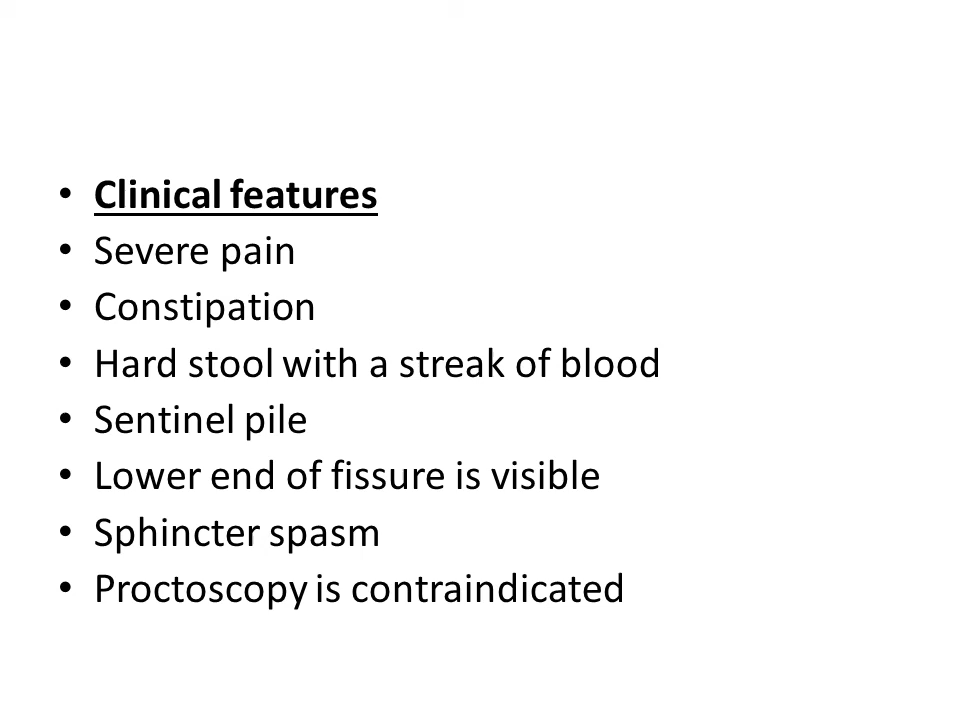 • Clinical features
• Severe pain
• Constipation
• Hard stool with a streak of blood
• Sentinel pile
• Lower end of fissure is visible
• Sphincter spasm
• Proctoscopy is contraindicated